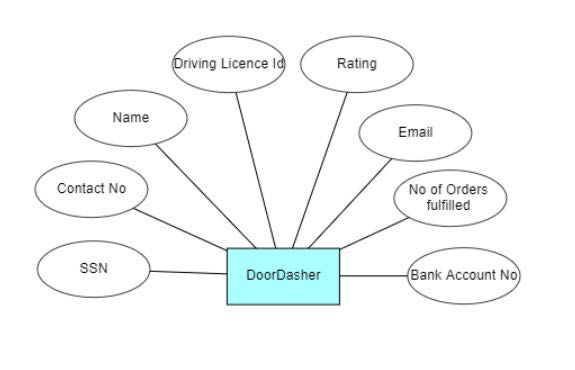 Driving Licence Id
Rating
Name
Email
Contact No
No of Orders
fulfilled
SSN
DoorDasher
Bank Account No